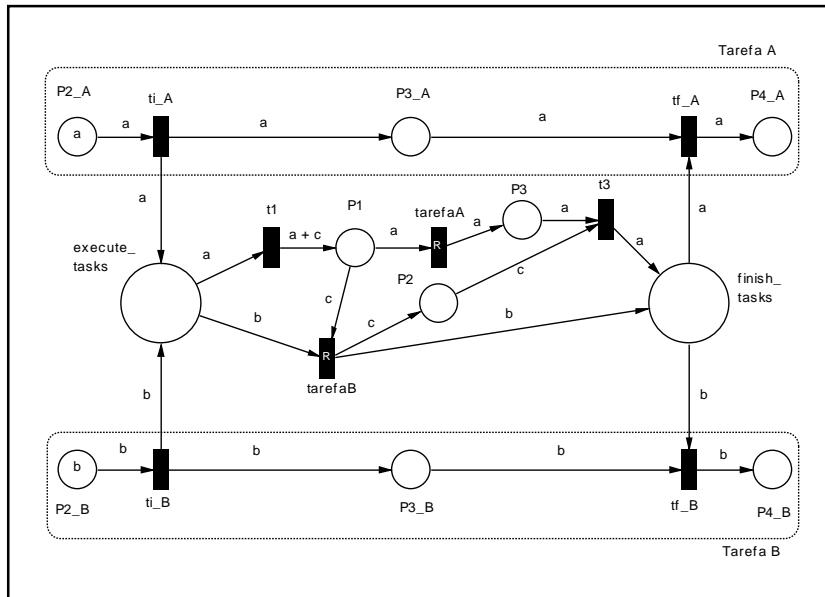 Tarefa A
P2_A
ti_A
P3_A
tf_A
P4_A
a
a
a
a
a
a
t1
P1
tarefaA
P3
t3
execute_
tasks
a
a + c
a
a
a
a
a
R
P2
c
c
finish_
tasks
b
c
b
R
tarefaB
b
b
P2_B
b
b
b
b
b
ti_B
P3_B
tf_B
P4_B
Tarefa B